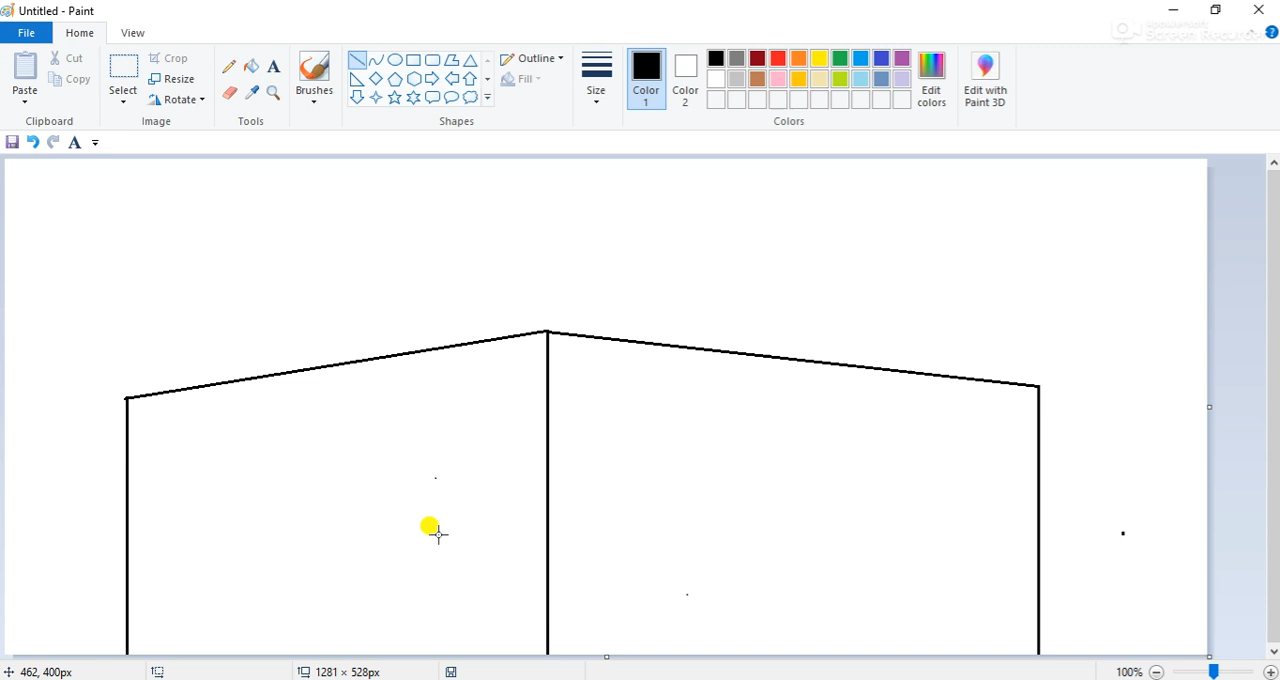 Untitled - Paint
File Home View
Paste
Cut
Copy
Clipboard
Select
Crop
Resize
Rotate
Image
Tools
Brushes
Shapes
Outline
Fill
Size
Color 1
Color 2
Edit colors
Colors
Edit with Paint 3D
462, 400px
1281 × 528px
100%